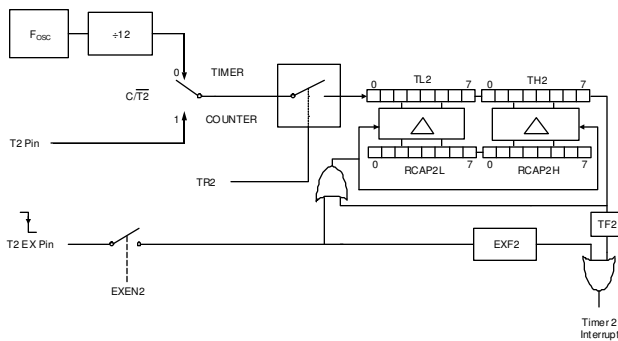 FOSC
÷12
0
TIMER
C/T2
1
COUNTER
T2 Pin
TR2
0 TL2 7 0 TH2 7
0 RCAP2L 7 0 RCAP2H 7
T2 EX Pin
EXEN2
EXF2
TF2
Timer 2
Interrupt